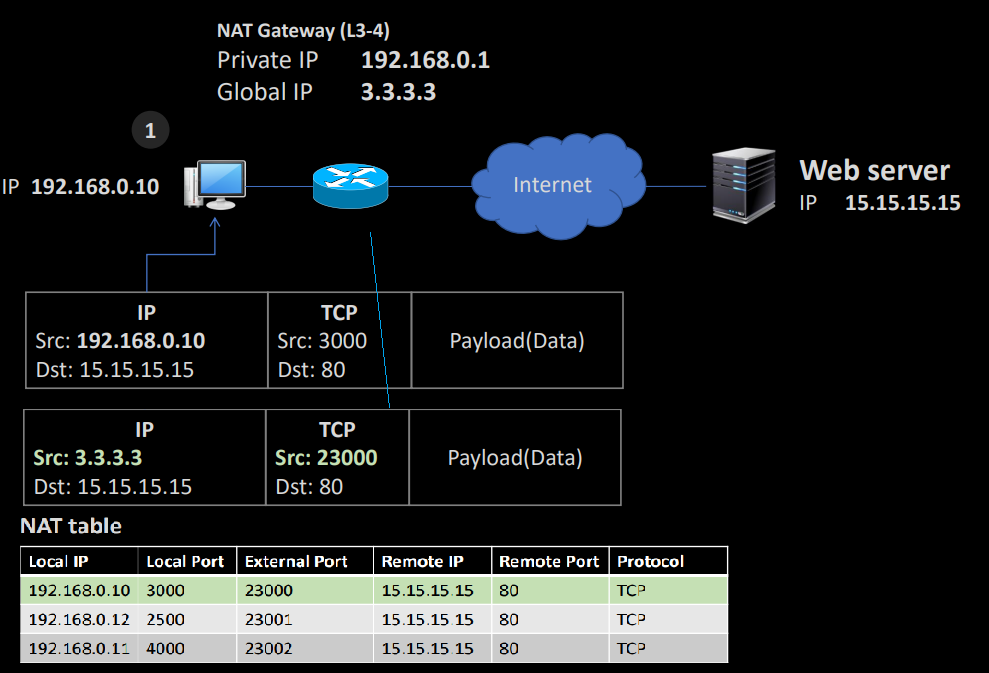 NAT Gateway (L3-4)
Private IP 192.168.0.1
Global IP 3.3.3.3
1
IP 192.168.0.10
Internet
Web server
IP 15.15.15.15
IP TCP
Src: 192.168.0.10 Src: 3000 Payload(Data)
Dst: 15.15.15.15 Dst: 80
IP TCP
Src: 3.3.3.3 Src: 23000 Payload(Data)
Dst: 15.15.15.15 Dst: 80
NAT table
Local IP Local Port External Port Remote IP Remote Port Protocol
192.168.0.10 3000 23000 15.15.15.15 80 TCP
192.168.0.12 2500 23001 15.15.15.15 80 TCP
192.168.0.11 4000 23002 15.15.15.15 80 TCP